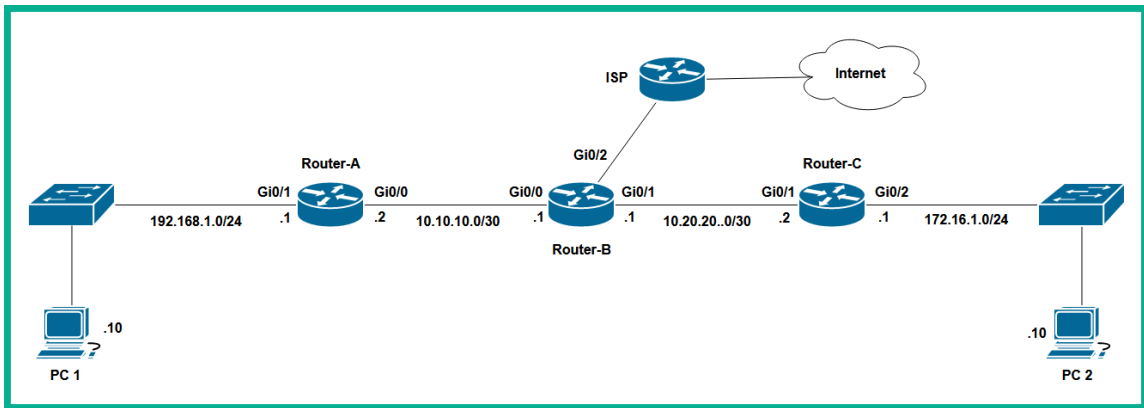 ISP
Internet
Gi0/2
Router-A
Router-C
Gi0/1
Gi0/0
Gi0/0
Gi0/1
Gi0/1
Gi0/2
192.168.1.0/24
.1
.2
10.10.10.0/30
.1
.1
10.20.20..0/30
.2
.1
172.16.1.0/24
Router-B
.10
.10
PC 1
PC 2